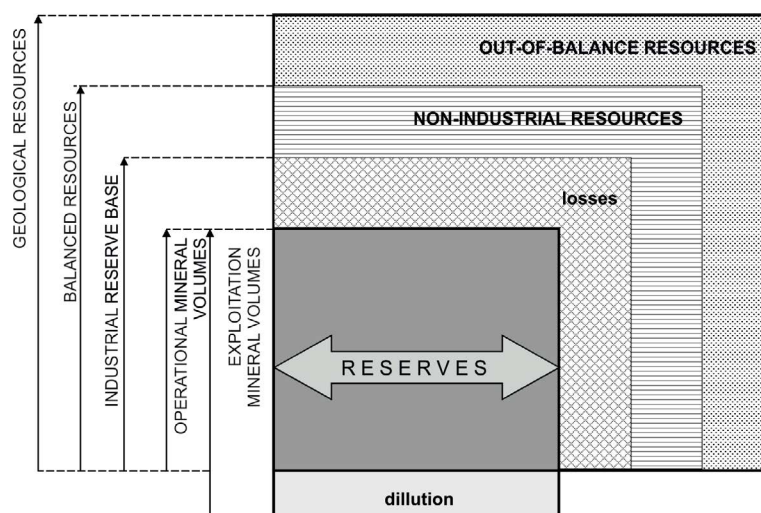 OUT-OF-BALANCE RESOURCES
NON-INDUSTRIAL RESOURCES
losses
GEOLOGICAL RESOURCES
BALANCED RESOURCES
INDUSTRIAL RESERVE BASE
OPERATIONAL MINERAL
VOLUMES
EXPLOITATION
MINERAL VOLUMES
RESERVES
dillution